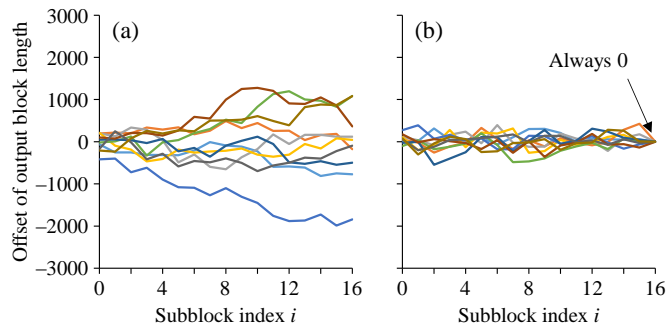 Offset of output block length
3000
2000
1000
0
−1000
−2000
−3000
(a)
0 4 8 12 16
Subblock index i
(b)
Always 0
0 4 8 12 16
Subblock index i